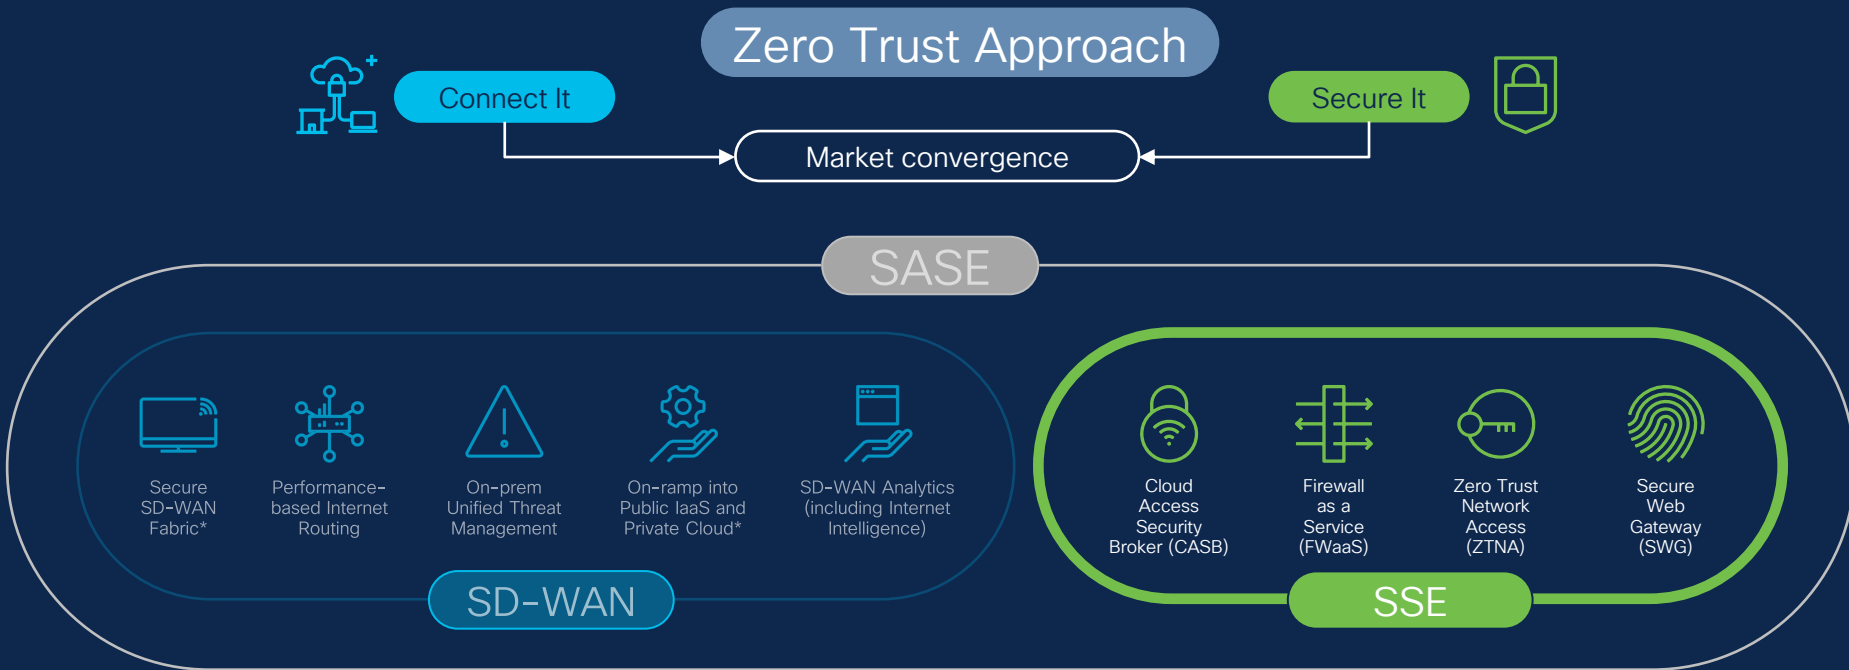 Zero Trust Approach
Connect It
Secure It
Market convergence
SASE
Secure
SD-WAN
Fabric*
Performance-
based Internet
Routing
On-prem
Unified Threat
Management
On-ramp into
Public IaaS and
Private Cloud*
SD-WAN Analytics
(including Internet
Intelligence)
SD-WAN
Cloud
Access
Security
Broker (CASB)
Firewall
as a
Service
(FWaaS)
Zero Trust
Network
Access
(ZTNA)
Secure
Web
Gateway
(SWG)
SSE